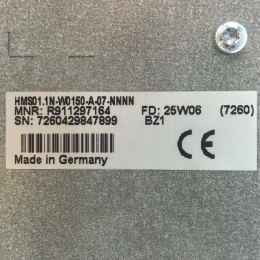 HMS01.1N-W0150-A-07-NNNN
MNR: R911297164 FD: 25W06 (7260)
SN: 7260429847899 BZ1
Made in Germany CE